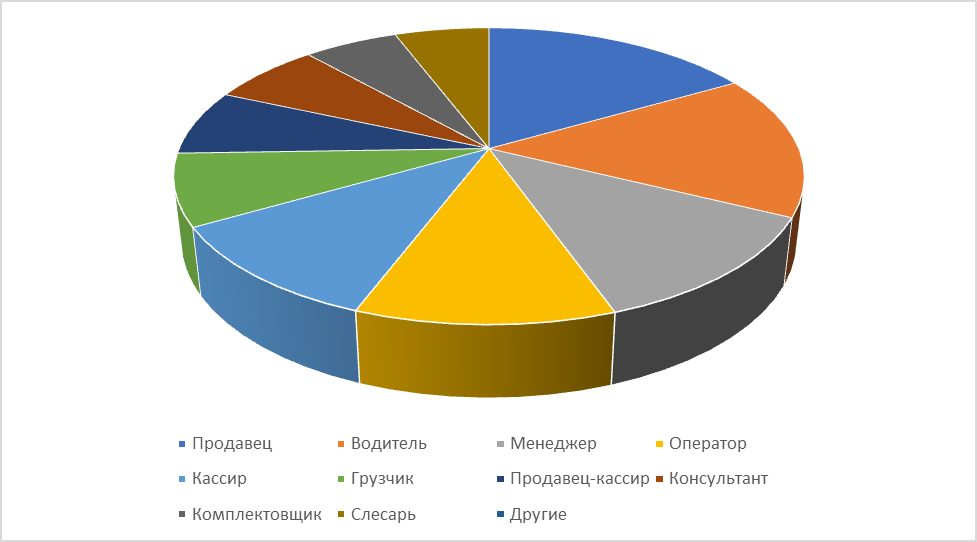 Продавец Водитель Менеджер Оператор
Кассир Грузчик Продавец-кассир Консультант
Комплектовщик Слесарь Другие